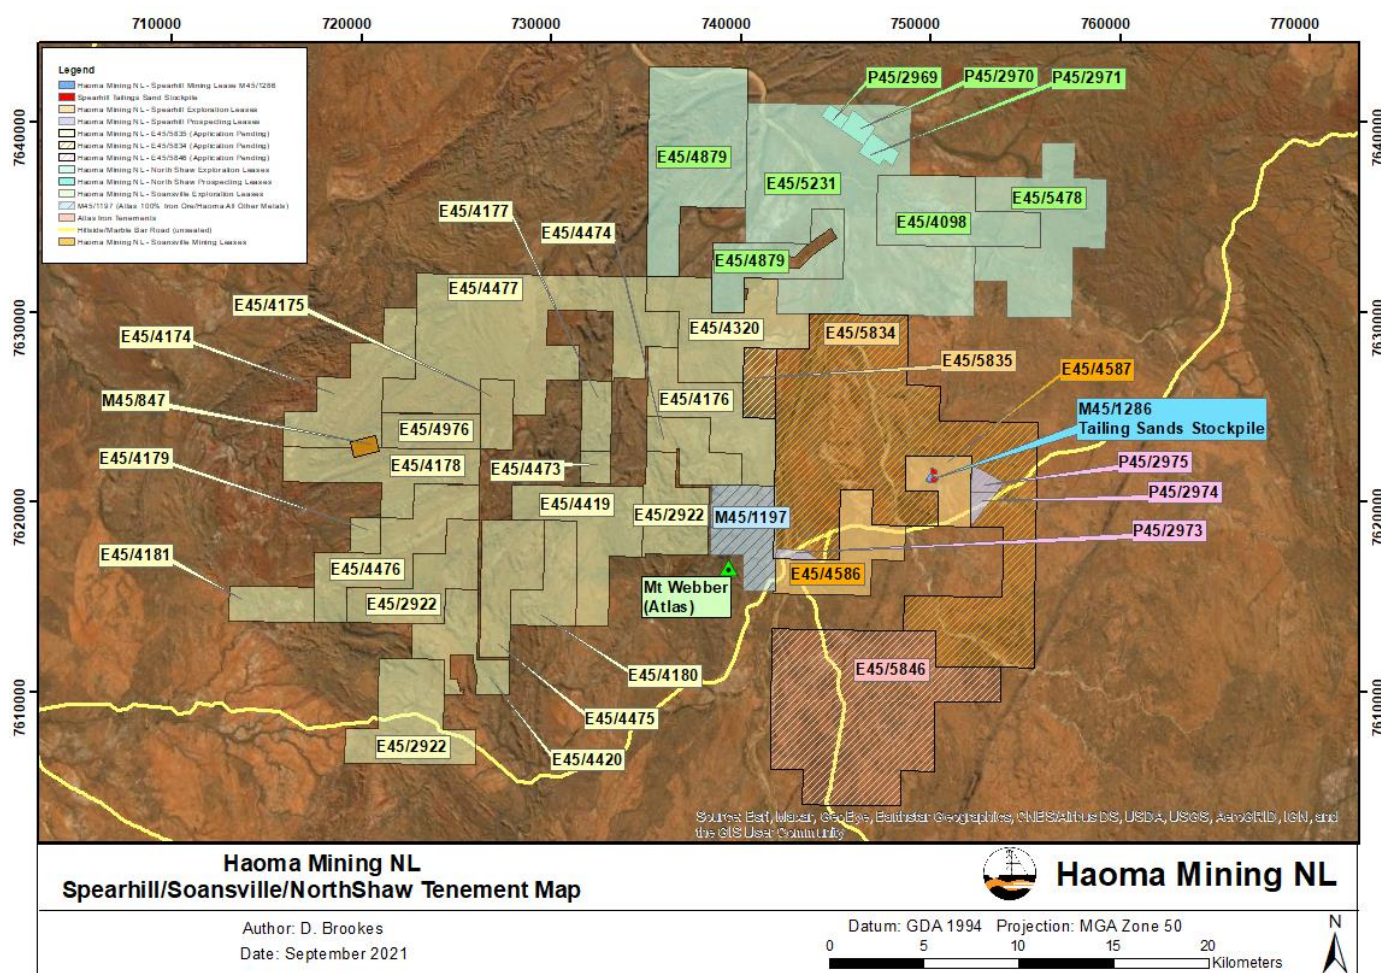 710000 720000 730000 740000 750000 760000 770000
7640000
7630000
7620000
7610000
7640000
7630000
7620000
7610000
Legend
Haoma Mining NL - Spearhill Mining Lease M45/1286
Spearhill Tailings Sand Stockpile
Haoma Mining NL - Spearhill Exploration Leases
Haoma Mining NL - Spearhill Prospecting Leases
Haoma Mining NL - E45/5835 (Application Pending)
Haoma Mining NL - E45/5834 (Application Pending)
Haoma Mining NL - E45/5846 (Application Pending)
Haoma Mining NL - North Shaw Exploration Leases
Haoma Mining NL - North Shaw Prospecting Leases
Haoma Mining NL - Soansville Exploration Leases
M45/1197 (Atlas 100% Iron Ore/Haoma All Other Metals)
Atlas Iron Tenements
Hillside/Marble Bar Road (unsealed)
Haoma Mining NL - Soansville Mining Leases
P45/2969
P45/2970
P45/2971
E45/4879
E45/5231
E45/5478
E45/4098
E45/4177
E45/4474
E45/4879
E45/4477
E45/4175
E45/4174
E45/4320
E45/5834
E45/5835
E45/4587
M45/847
E45/4176
M45/1286
Tailing Sands Stockpile
E45/4976
E45/4179
E45/4178
E45/4473
P45/2975
P45/2974
E45/4419
E45/2922
M45/1197
P45/2973
E45/4181
E45/4476
E45/4586
Mt Webber
(Atlas)
E45/2922
E45/4180
E45/5846
E45/4475
E45/2922
E45/4420
Source: Esri, Maxar, GeoEye, Earthstar Geographics, CNES/Airbus DS, USDA, USGS, AeroGRID, IGN, and
the GIS User Community
Haoma Mining NL
Spearhill/Soansville/NorthShaw Tenement Map
Haoma Mining NL
Author: D. Brookes
Date: September 2021
Datum: GDA 1994 Projection: MGA Zone 50
0 5 10 15 20
Kilometers
N